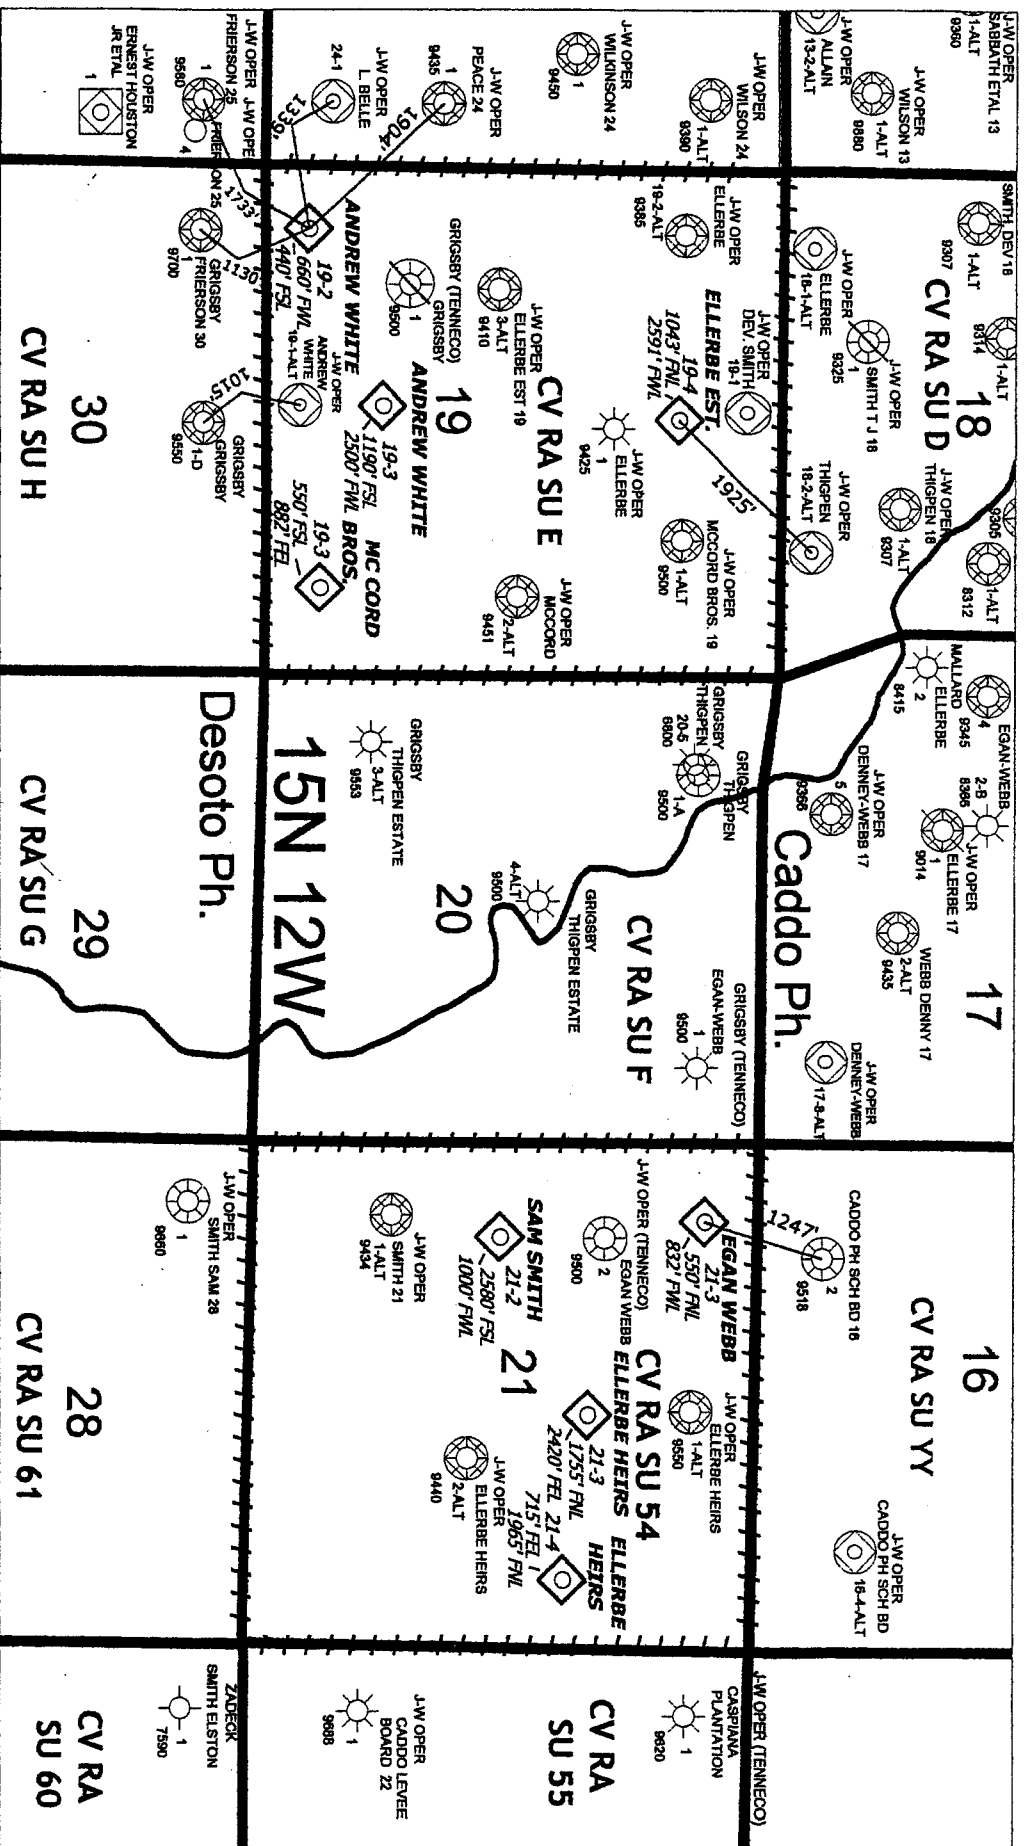 J-W OPER
SABBATH ETAL 13
1-ALT
9360
J-W OPER
WILSON 13
1-ALT
9880
J-W OPER
ALLAIN
13-2-ALT
SMITH, DEV 18
1-ALT
9307
9314
1-ALT
18
CV RA SU D
9305
1-ALT
8312
J-W OPER
THIGPEN 18
1-ALT
9307
J-W OPER
SMITH T J 18
1
9325
J-W OPER
ELLERBE
18-1-ALT
J-W OPER
THIGPEN
18-2-ALT
EGAN-WEBB
4
9345
2-B
8366
MALLARD
ELLERBE
2
8415
J-W OPER
ELLERBE 17
1
9014
17
WEBB DENNY 17
2-ALT
9435
J-W OPER
DENNEY-WEBB 17
5
9366
J-W OPER
DENNEY-WEBB
17-8-ALT
Caddo Ph.
16
CV RA SU YY
CADDO PH SCH BD 16
2
9518
1247'
J-W OPER
CADDO PH SCH BD
16-4-ALT
J-W OPER
WILSON 24
1-ALT
9390
J-W OPER
WILKINSON 24
1
9450
J-W OPER
PEACE 24
1
9435
1904'
J-W OPER
L. BELLE
24-1
1339'
J-W OPER
DEV. SMITH
19-1
J-W OPER
ELLERBE
19-2-ALT
9385
ELLERBE EST.
19-4
1043' FNL
2591' FWL
1925'
J-W OPER
MCCORD BROS. 19
1-ALT
9500
J-W OPER
ELLERBE
1
9425
CV RA SU E
J-W OPER
ELLERBE EST 19
3-ALT
9410
J-W OPER
MCCORD
2-ALT
9451
GRIGSBY (TENNECO)
GRIGSBY
1
9500
19
ANDREW WHITE
19-3
1190' FSL
2500' FWL
ANDREW WHITE
19-2
660' FWL
440' FSL
J-W OPER
ANDREW
WHITE
19-1-ALT
MC CORD
BROS.
19-3
550' FSL
882' FEL
GRIGSBY
THIGPEN
1-A
9500
GRIGSBY
THIGPEN
20-5
6800
GRIGSBY (TENNECO)
EGAN-WEBB
1
9500
CV RA SU F
GRIGSBY
THIGPEN ESTATE
4-ALT
9500
20
GRIGSBY
THIGPEN ESTATE
3-ALT
9553
15N 12W
EGAN WEBB
21-3
550' FNL
832' FWL
J-W OPER
ELLERBE HEIRS
1-ALT
9550
J-W OPER (TENNECO)
EGAN WEBB
2
9500
CV RA SU 54
ELLERBE HEIRS
21-3
1755' FNL
2420' FEL
ELLERBE
HEIRS
21-4
715' FEL
1965' FNL
SAM SMITH
21-2
2580' FSL
1000' FWL
21
J-W OPER
ELLERBE HEIRS
2-ALT
9440
J-W OPER
SMITH 21
1-ALT
9434
J-W OPER (TENNECO)
CASPIANA
PLANTATION
1
9620
CV RA
SU 55
J-W OPER
CADDO LEVEE
BOARD 22
1
9688
J-W OPER
FRIERSON 25
1
9580
J-W OPE
FRIERSON 25
4
J-W OPER
ERNEST HOUSTON
JR ETAL
1
1733'
1130'
GRIGSBY
FRIERSON 30
1
9700
1015'
GRIGSBY
GRIGSBY
1-D
9550
30
CV RA SU H
Desoto Ph.
29
CV RA SU G
J-W OPER
SMITH SAM 28
1
9660
28
CV RA SU 61
ZADECK
SMITH ELSTON
1
7590
CV RA
SU 60